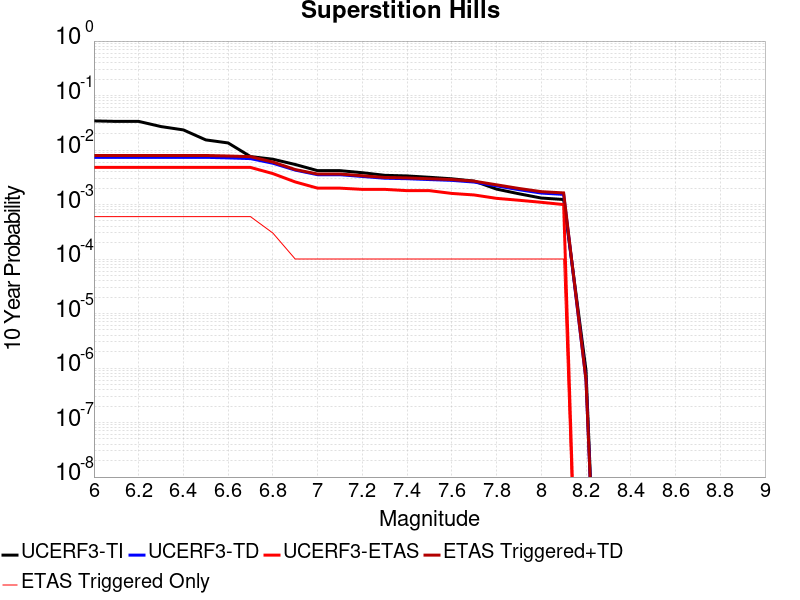 Superstition Hills
10^0
10^-1
10^-2
10^-3
10^-4
10^-5
10^-6
10^-7
10^-8
10 Year Probability
6 6.2 6.4 6.6 6.8 7 7.2 7.4 7.6 7.8 8 8.2 8.4 8.6 8.8 9
Magnitude
UCERF3-TI UCERF3-TD UCERF3-ETAS ETAS Triggered+TD
ETAS Triggered Only